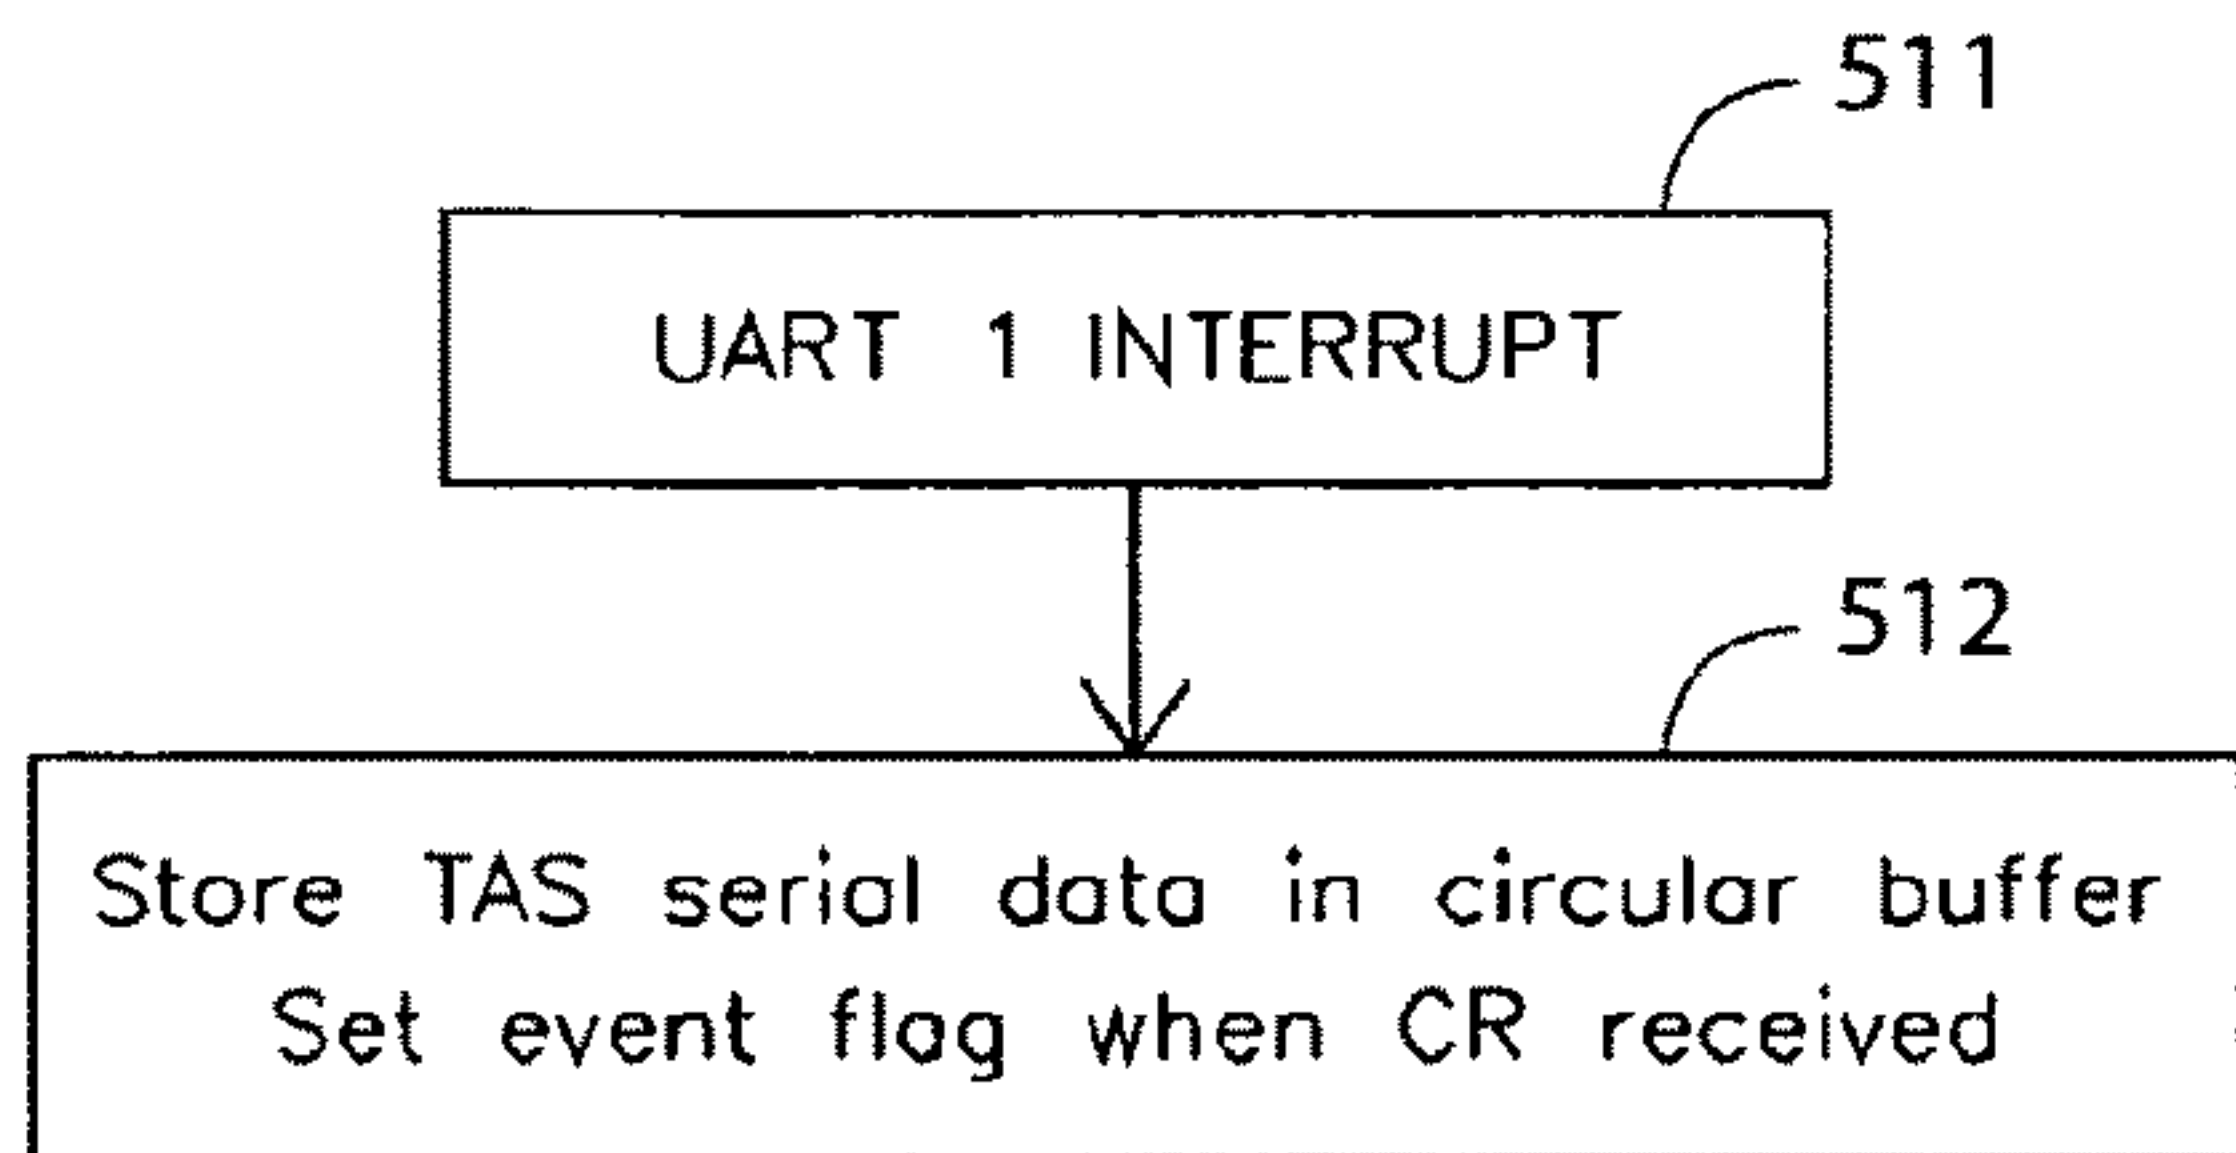 511
UART 1 INTERRUPT
512
Store TAS serial data in circular buffer
Set event flag when CR received